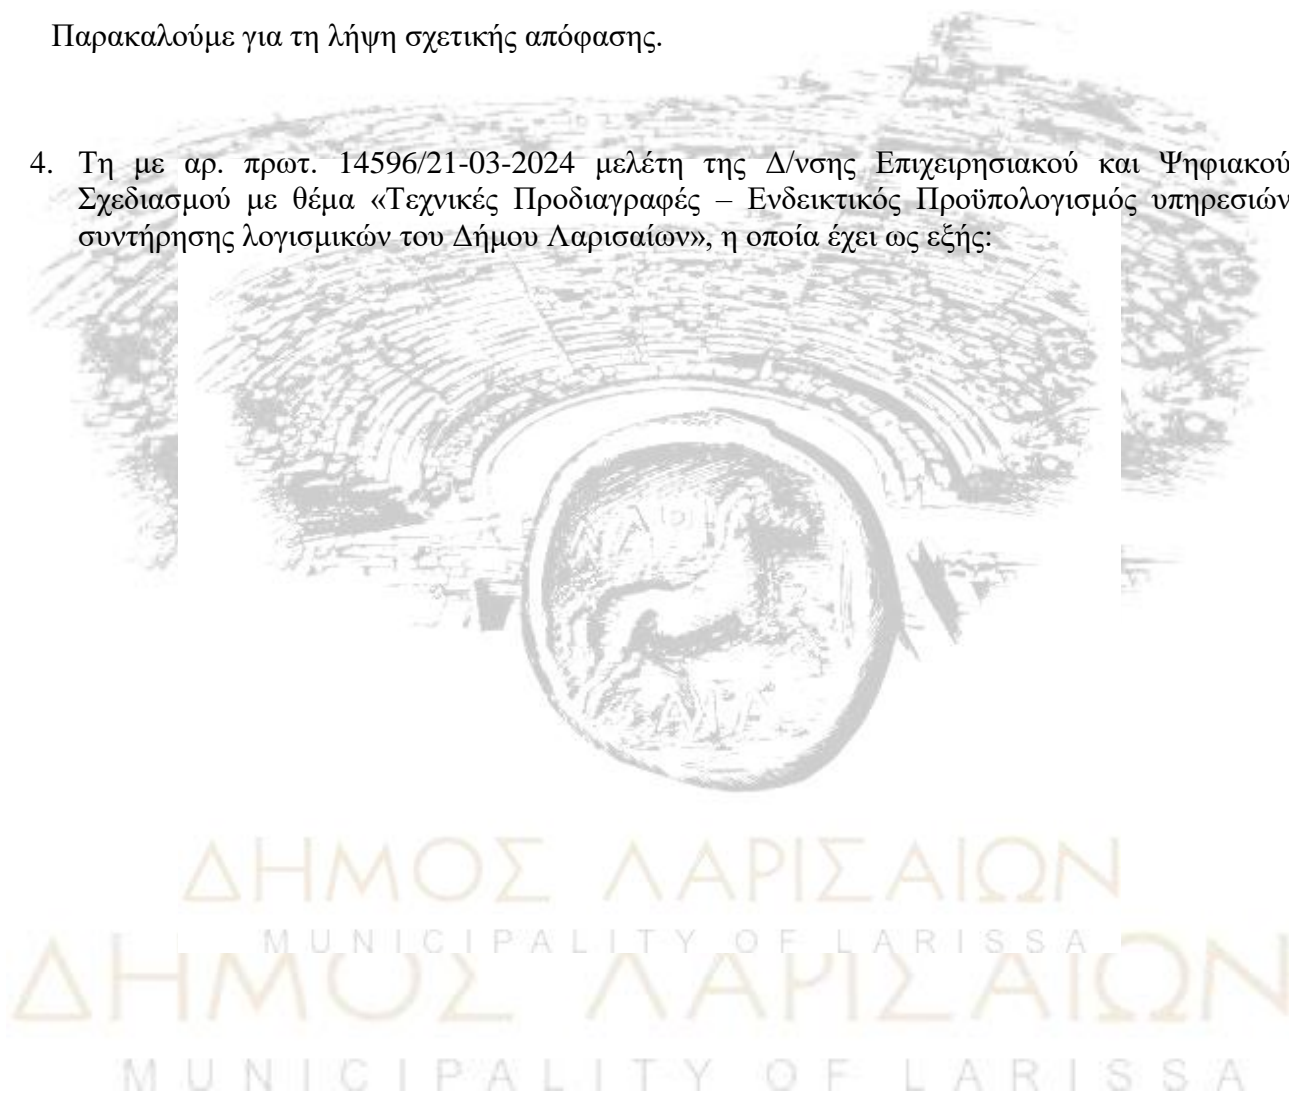 Παρακαλούμε για τη λήψη σχετικής απόφασης.
4. Τη με αρ. πρωτ. 14596/21-03-2024 μελέτη της Δ/νσης Επιχειρησιακού και Ψηφιακού
Σχεδιασμού με θέμα «Τεχνικές Προδιαγραφές – Ενδεικτικός Προϋπολογισμός υπηρεσιών
συντήρησης λογισμικών του Δήμου Λαρισαίων», η οποία έχει ως εξής:
ΔΗΜΟΣ ΛΑΡΙΣΑΙΩΝ
MUNICIPALITY OF LARISSA
ΔΗΜΟΣ ΛΑΡΙΣΑΙΩΝ
MUNICIPALITY OF LARISSA